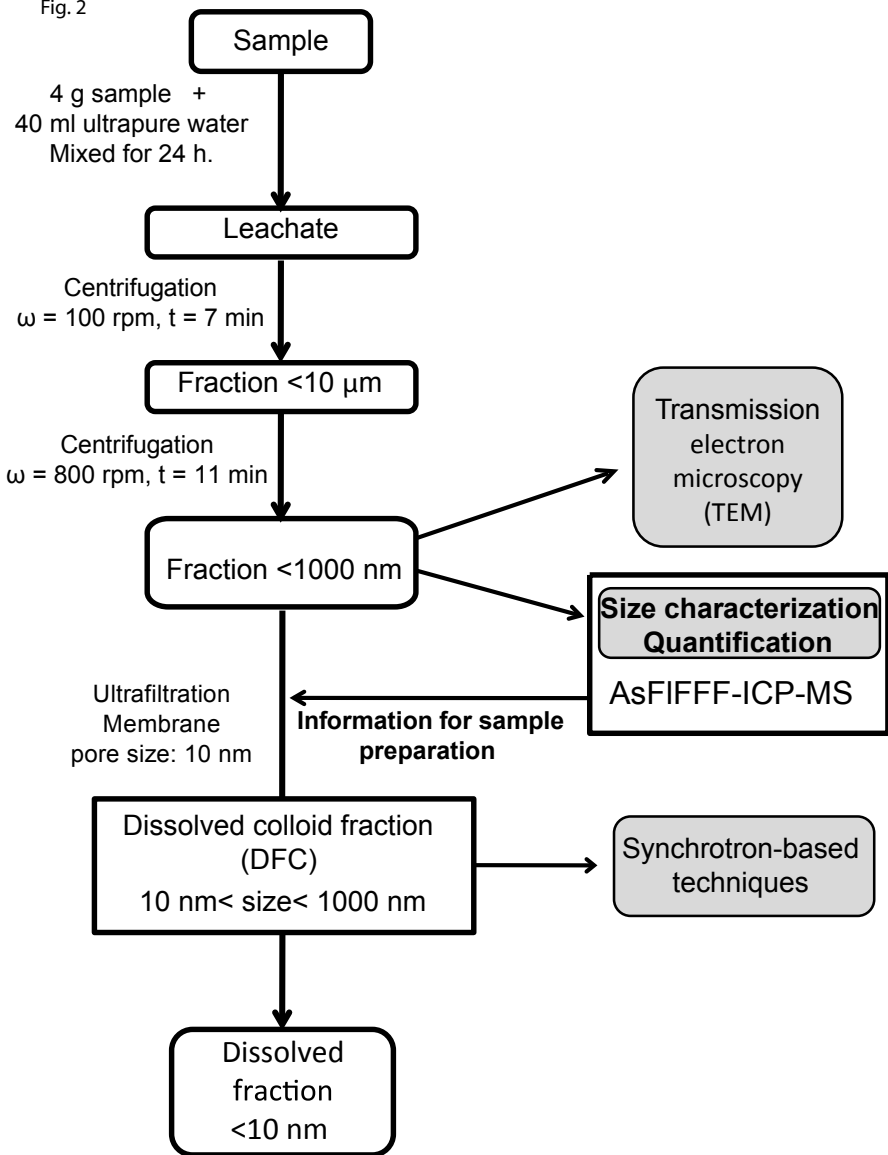 Fig. 2
Sample
4 g sample +
40 ml ultrapure water
Mixed for 24 h.
Leachate
Centrifugation
ω = 100 rpm, t = 7 min
Fraction <10 µm
Centrifugation
ω = 800 rpm, t = 11 min
Transmission
electron
microscopy
(TEM)
Fraction <1000 nm
Size characterization
Quantification
AsFlFFF-ICP-MS
Ultrafiltration
Membrane
pore size: 10 nm
Information for sample
preparation
Dissolved colloid fraction
(DFC)
10 nm< size< 1000 nm
Synchrotron-based
techniques
Dissolved
fraction
<10 nm